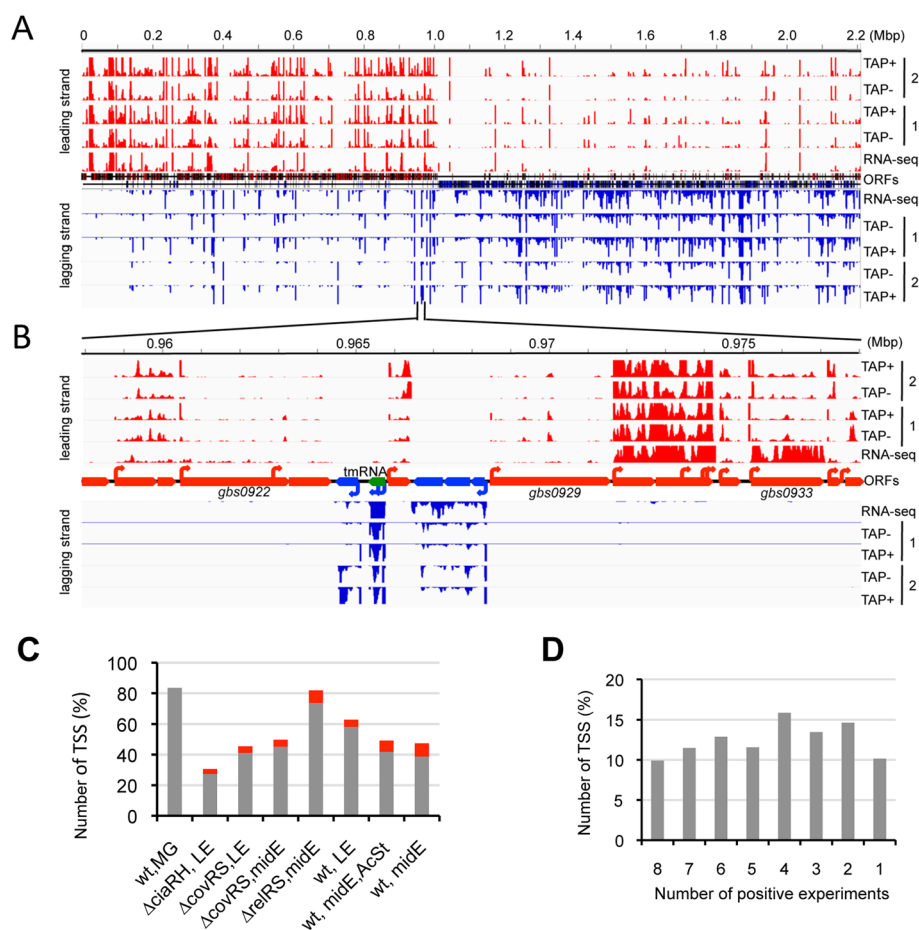 A
0 0.2 0.4 0.6 0.8 1.0 1.2 1.4 1.6 1.8 2.0 2.2 (Mbp)
leading strand
TAP+
TAP-
2
TAP+
TAP-
1
RNA-seq
ORFs
lagging strand
RNA-seq
TAP-
TAP+
1
TAP-
TAP+
2
B
0.96 0.965 0.97 0.975 (Mbp)
leading strand
TAP+
TAP-
2
TAP+
TAP-
1
RNA-seq
tmRNA
ORFs
gbs0922 gbs0929 gbs0933
lagging strand
RNA-seq
TAP-
TAP+
1
TAP-
TAP+
2
C
Number of TSS (%)
100
80
60
40
20
0
wt,MG
ΔciaRH, LE
ΔcovRS,LE
ΔcovRS,midE
ΔrelRS,midE
wt, LE
wt, midE,AcSt
wt, midE
D
Number of TSS (%)
20
15
10
5
0
8 7 6 5 4 3 2 1
Number of positive experiments